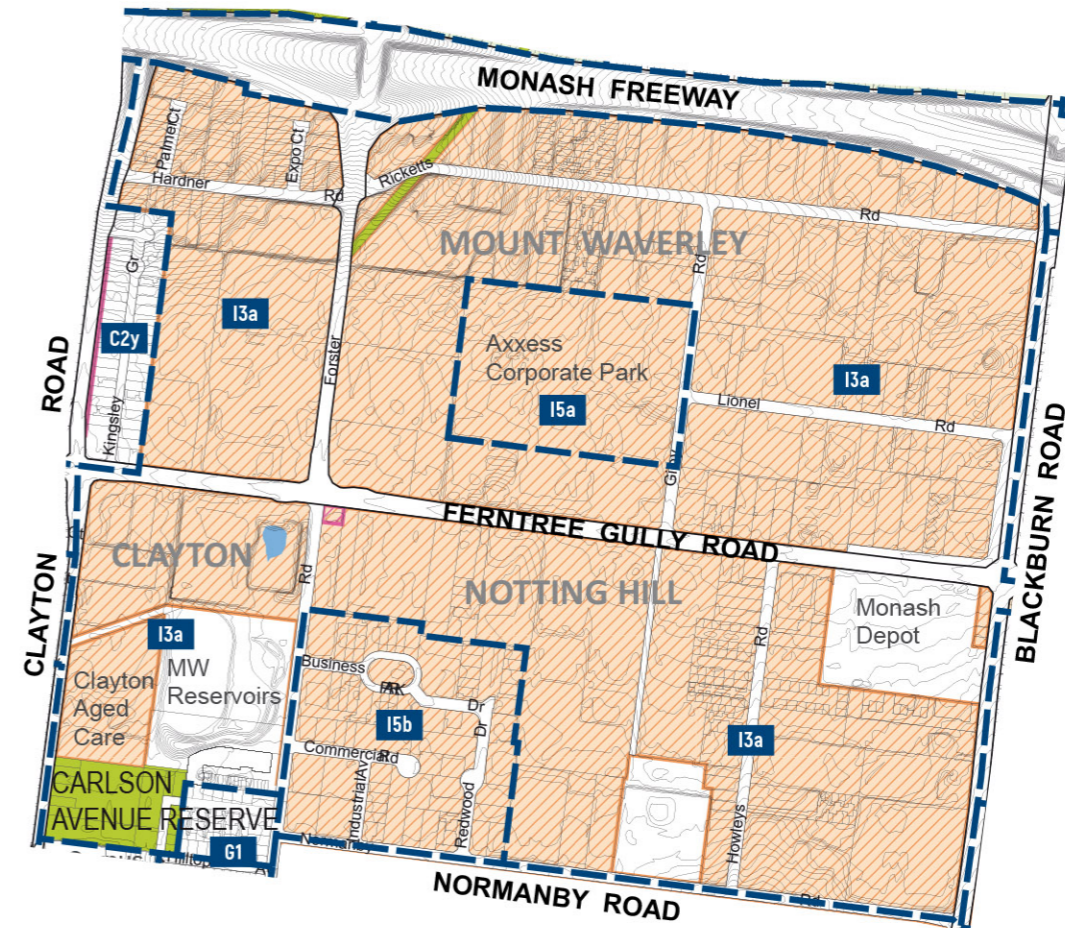 MONASH FREEWAY
Palmer Ct
Expo Ct
Hardner
Rd
Ricketts
Rd
MOUNT WAVERLEY
Rd
Gr
I3a
C2y
ROAD
Kingsley
Forster
Axxess
Corporate Park
I5a
I3a
Lionel
Rd
BLACKBURN ROAD
FERNTREE GULLY ROAD
CLAYTON
Rd
NOTTING HILL
Monash
Depot
Rd
CLAYTON
I3a
MW
Reservoirs
Clayton
Aged
Care
Business
Dr
Dr
I5b
Commercial
Rd
Industrial Av
Redwood
I3a
Howleys
CARLSON
AVENUE RESERVE
G1
Normanby
NORMANBY ROAD
Rd